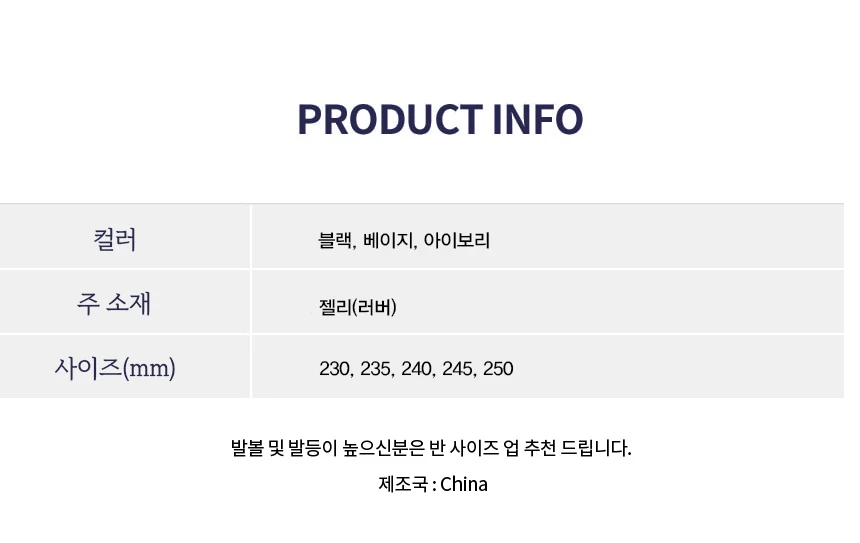 PRODUCT INFO
컬러 블랙, 베이지, 아이보리
주 소재 젤리(러버)
사이즈(mm) 230, 235, 240, 245, 250
발볼 및 발등이 높으신분은 반 사이즈 업 추천 드립니다.
제조국 : China